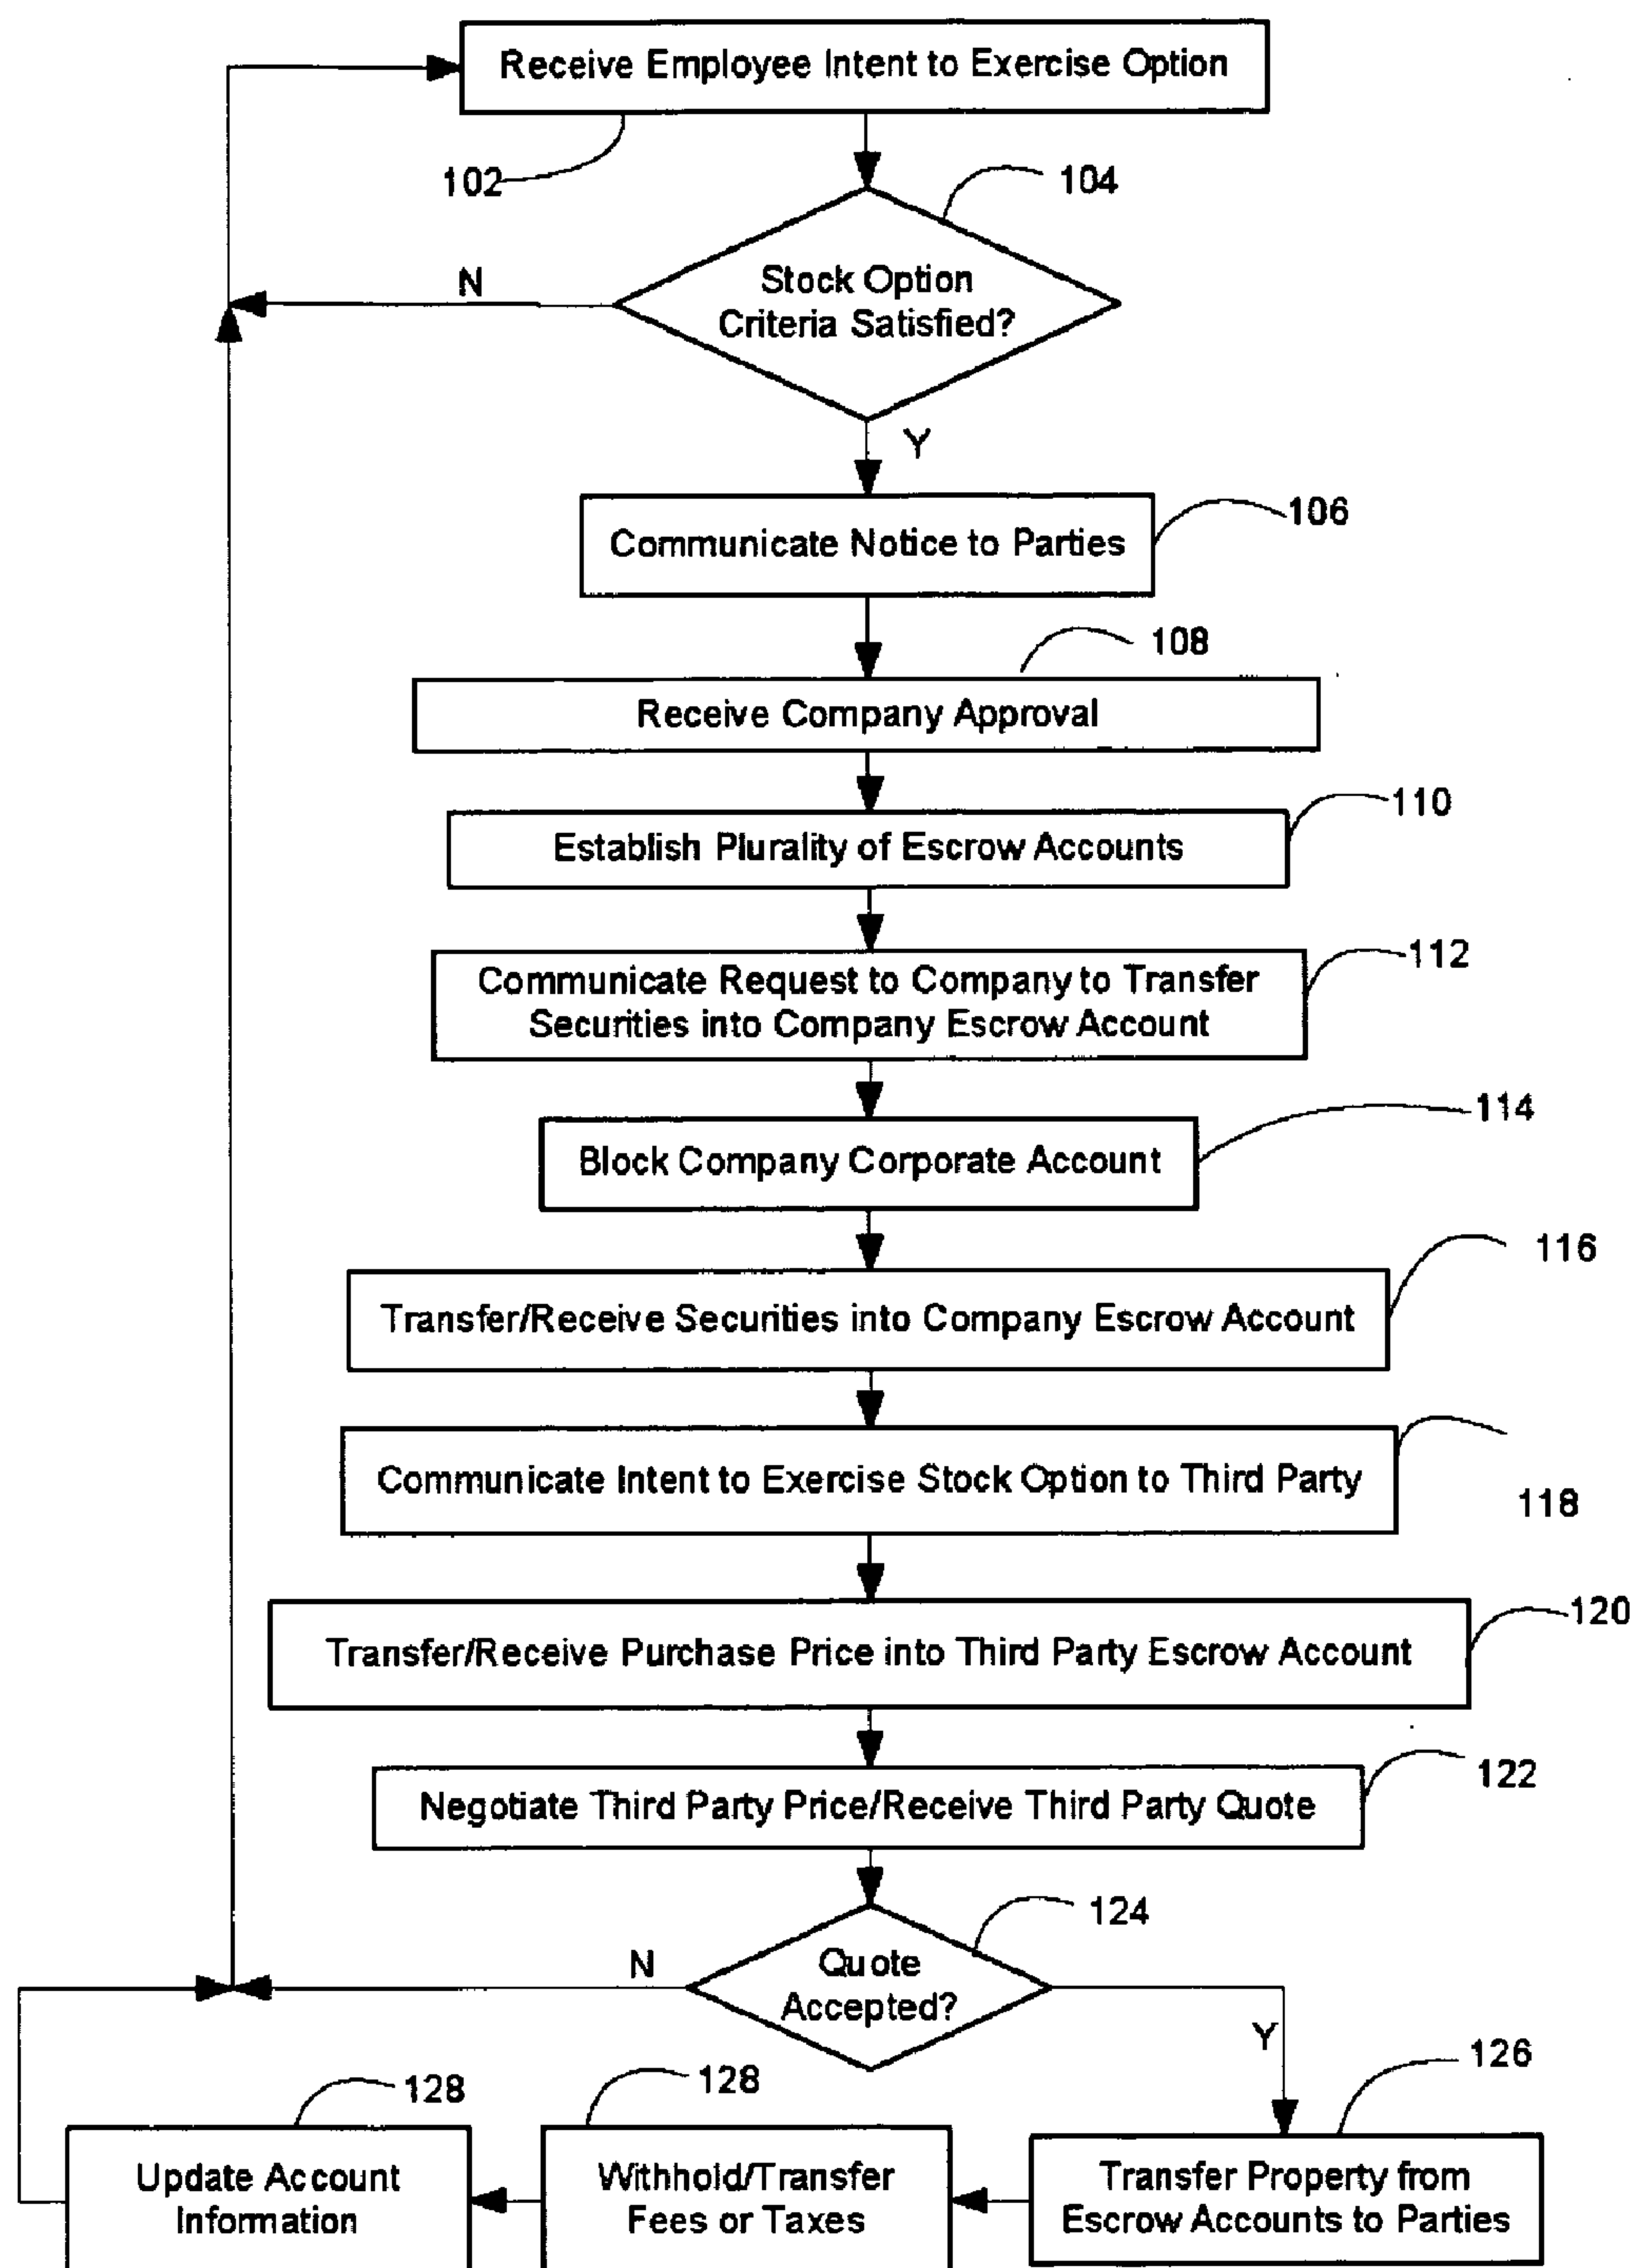 Receive Employee Intent to Exercise Option
102
104
Stock Option
Criteria Satisfied?
N
Y
106
Communicate Notice to Parties
108
Receive Company Approval
110
Establish Plurality of Escrow Accounts
112
Communicate Request to Company to Transfer
Securities into Company Escrow Account
114
Block Company Corporate Account
116
Transfer/Receive Securities into Company Escrow Account
Communicate Intent to Exercise Stock Option to Third Party
118
120
Transfer/Receive Purchase Price into Third Party Escrow Account
122
Negotiate Third Party Price/Receive Third Party Quote
124
N
Quote
Accepted?
Y
126
128
128
Update Account
Information
Withhold/Transfer
Fees or Taxes
Transfer Property from
Escrow Accounts to Parties